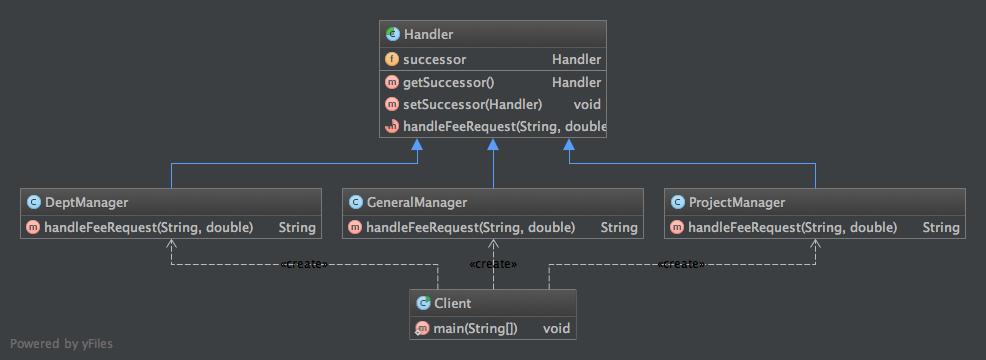 Handler
successor Handler
getSuccessor() Handler
setSuccessor(Handler) void
handleFeeRequest(String, double
DeptManager
handleFeeRequest(String, double) String
GeneralManager
handleFeeRequest(String, double) String
ProjectManager
handleFeeRequest(String, double) String
«create» «create» «create»
Client
main(String[]) void
Powered by yFiles